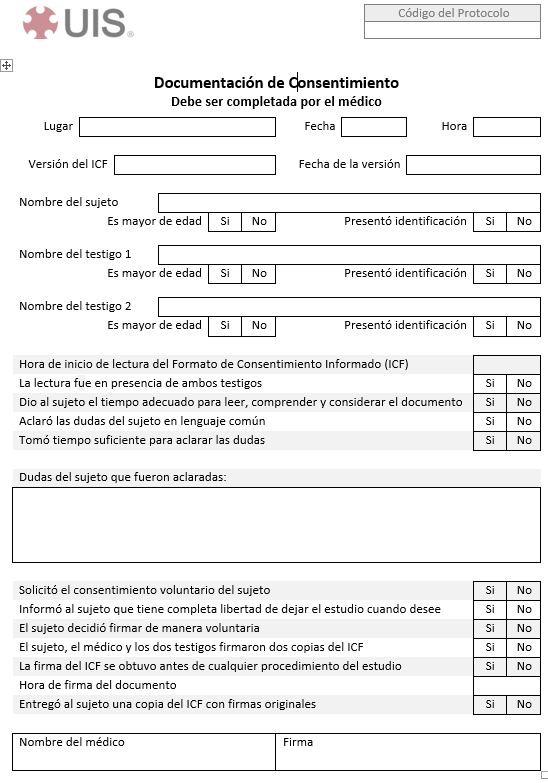 UIS®
Código del Protocolo
Documentación de Consentimiento
Debe ser completada por el médico
Lugar Fecha Hora
Versión del ICF Fecha de la versión
Nombre del sujeto
Es mayor de edad Si No Presentó identificación Si No
Nombre del testigo 1
Es mayor de edad Si No Presentó identificación Si No
Nombre del testigo 2
Es mayor de edad Si No Presentó identificación Si No
Hora de inicio de lectura del Formato de Consentimiento Informado (ICF)
La lectura fue en presencia de ambos testigos Si No
Dio al sujeto el tiempo adecuado para leer, comprender y considerar el documento Si No
Aclaró las dudas del sujeto en lenguaje común Si No
Tomó tiempo suficiente para aclarar las dudas Si No
Dudas del sujeto que fueron aclaradas:
Solicitó el consentimiento voluntario del sujeto Si No
Informó al sujeto que tiene completa libertad de dejar el estudio cuando desee Si No
El sujeto decidió firmar de manera voluntaria Si No
El sujeto, el médico y los dos testigos firmaron dos copias del ICF Si No
La firma del ICF se obtuvo antes de cualquier procedimiento del estudio Si No
Hora de firma del documento
Entregó al sujeto una copia del ICF con firmas originales Si No
Nombre del médico Firma